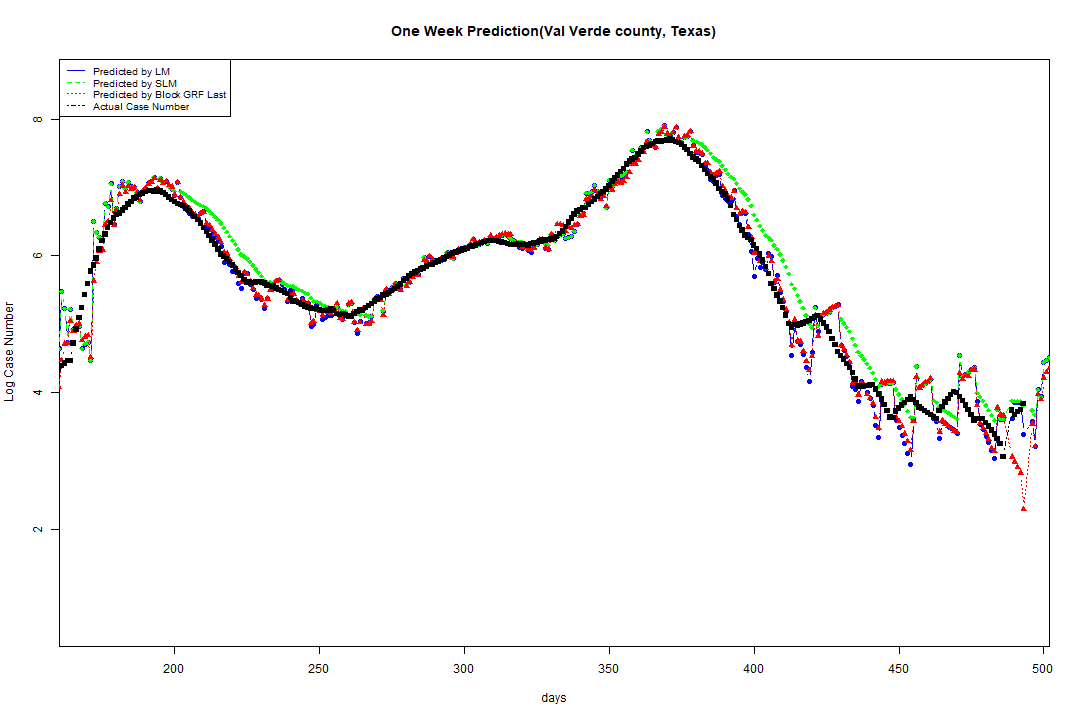 One Week Prediction(Val Verde county, Texas)
Predicted by LM
Predicted by SLM
Predicted by Block GRF Last
Actual Case Number
8
6
4
2
Log Case Number
200 250 300 350 400 450 500
days